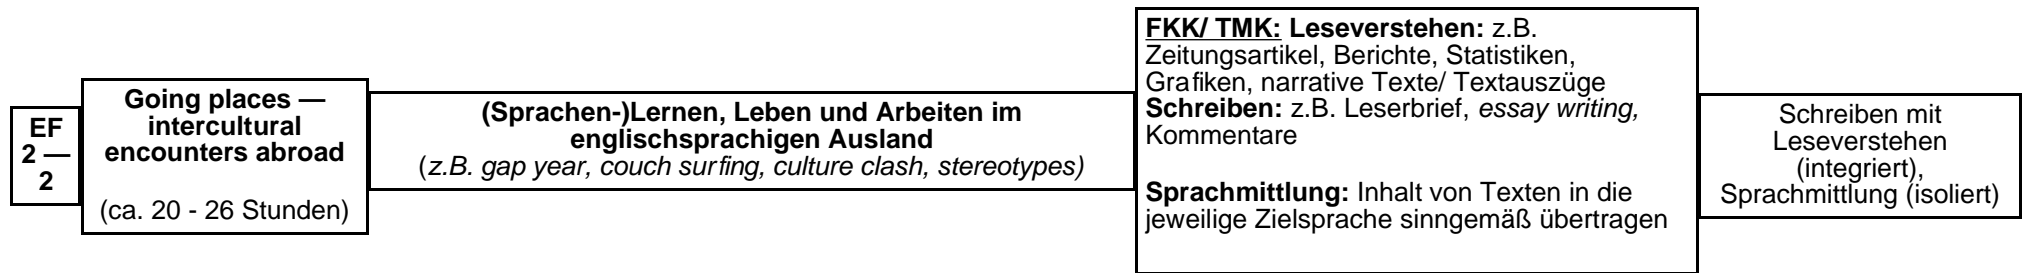 EF
2 —
2
Going places —
intercultural
encounters abroad
(ca. 20 - 26 Stunden)
(Sprachen-)Lernen, Leben und Arbeiten im
englischsprachigen Ausland
(z.B. gap year, couch surfing, culture clash, stereotypes)
FKK/ TMK: Leseverstehen: z.B.
Zeitungsartikel, Berichte, Statistiken,
Grafiken, narrative Texte/ Textauszüge
Schreiben: z.B. Leserbrief, essay writing,
Kommentare
Sprachmittlung: Inhalt von Texten in die
jeweilige Zielsprache sinngemäß übertragen
Schreiben mit
Leseverstehen
(integriert),
Sprachmittlung (isoliert)